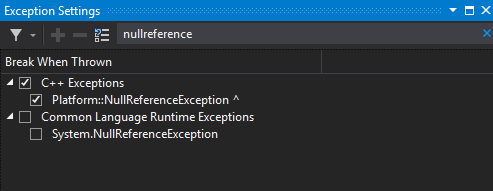 Exception Settings
nullreference
Break When Thrown
C++ Exceptions
Platform::NullReferenceException ^
Common Language Runtime Exceptions
System.NullReferenceException